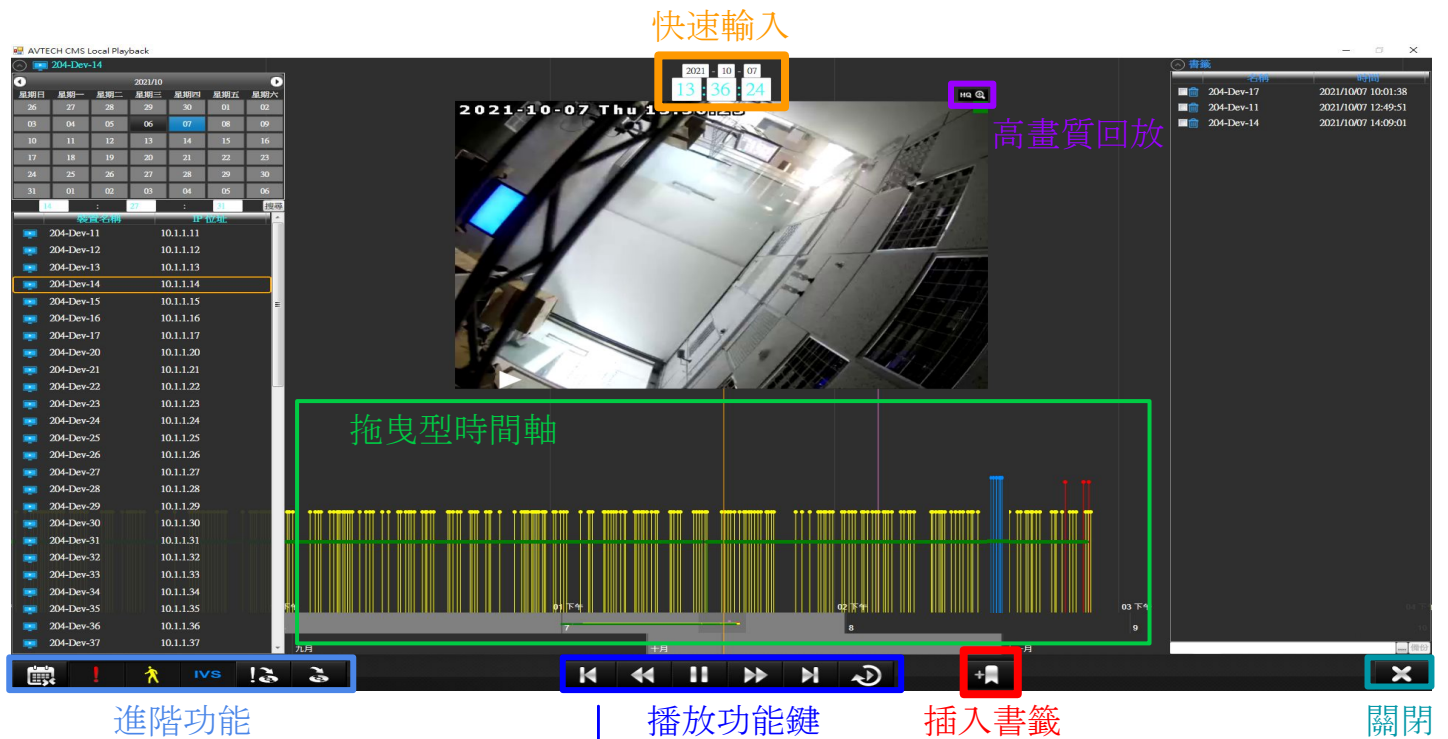 快速輸入
AVTECH CMS Local Playback
204-Dev-14
2021/10
星期日 星期一 星期二 星期三 星期四 星期五 星期六
26 27 28 29 30 01 02
03 04 05 06 07 08 09
10 11 12 13 14 15 16
17 18 19 20 21 22 23
24 25 26 27 28 29 30
31 01 02 03 04 05 06
14 : 27 : 31 搜尋
裝置名稱 IP 位址
204-Dev-11 10.1.1.11
204-Dev-12 10.1.1.12
204-Dev-13 10.1.1.13
204-Dev-14 10.1.1.14
204-Dev-15 10.1.1.15
204-Dev-16 10.1.1.16
204-Dev-17 10.1.1.17
204-Dev-20 10.1.1.20
204-Dev-21 10.1.1.21
204-Dev-22 10.1.1.22
204-Dev-23 10.1.1.23
204-Dev-24 10.1.1.24
204-Dev-25 10.1.1.25
204-Dev-26 10.1.1.26
204-Dev-27 10.1.1.27
204-Dev-28 10.1.1.28
204-Dev-29 10.1.1.29
204-Dev-30 10.1.1.30
204-Dev-31 10.1.1.31
204-Dev-32 10.1.1.32
204-Dev-33 10.1.1.33
204-Dev-34 10.1.1.34
204-Dev-35 10.1.1.35
204-Dev-36 10.1.1.36
204-Dev-37 10.1.1.37
2021 - 10 - 07
13 : 36 : 24
HQ
2021-10-07 Thu
高畫質回放
書籤
名稱 時間
204-Dev-17 2021/10/07 10:01:38
204-Dev-11 2021/10/07 12:49:51
204-Dev-14 2021/10/07 14:09:01
拖曳型時間軸
01 下午 02 下午 03 下午
7 8 9
九月 十月
備份
IVS
進階功能 播放功能鍵 插入書籤 關閉